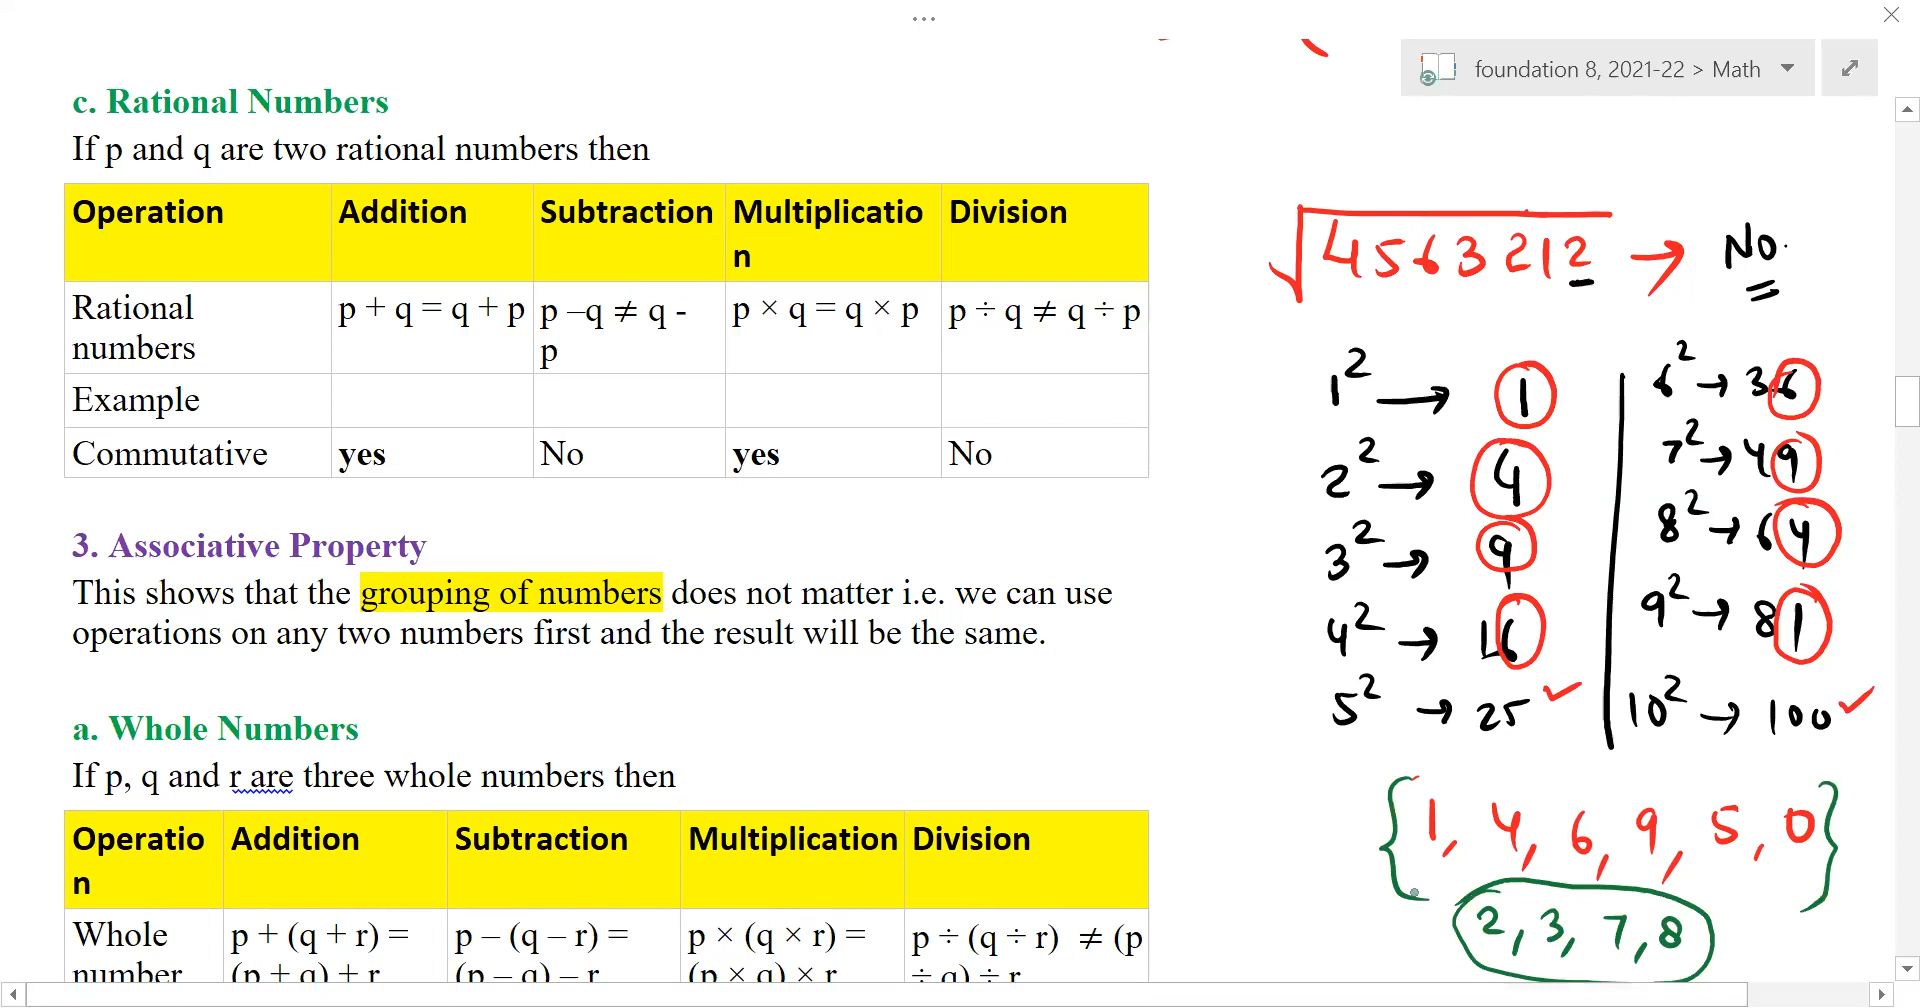 ...
foundation 8, 2021-22 > Math
c. Rational Numbers
If p and q are two rational numbers then
Operation Addition Subtraction Multiplicatio Division
n
Rational p + q = q + p p –q ≠ q - p × q = q × p p ÷ q ≠ q ÷ p
numbers p
Example
Commutative yes No yes No
3. Associative Property
This shows that the grouping of numbers does not matter i.e. we can use
operations on any two numbers first and the result will be the same.
a. Whole Numbers
If p, q and r are three whole numbers then
Operatio Addition Subtraction Multiplication Division
n
Whole p + (q + r) = p – (q – r) = p × (q × r) = p ÷ (q ÷ r) ≠ (p
number (p + q) + r (p – q) – r (p × q) × r ÷ q) ÷ r
√4563212 → No.
1² → 1
2² → 4
3² → 9
4² → 16
5² → 25 ✓
6² → 36
7² → 49
8² → 64
9² → 81
10² → 100 ✓
{1, 4, 6, 9, 5, 0}
2, 3, 7, 8